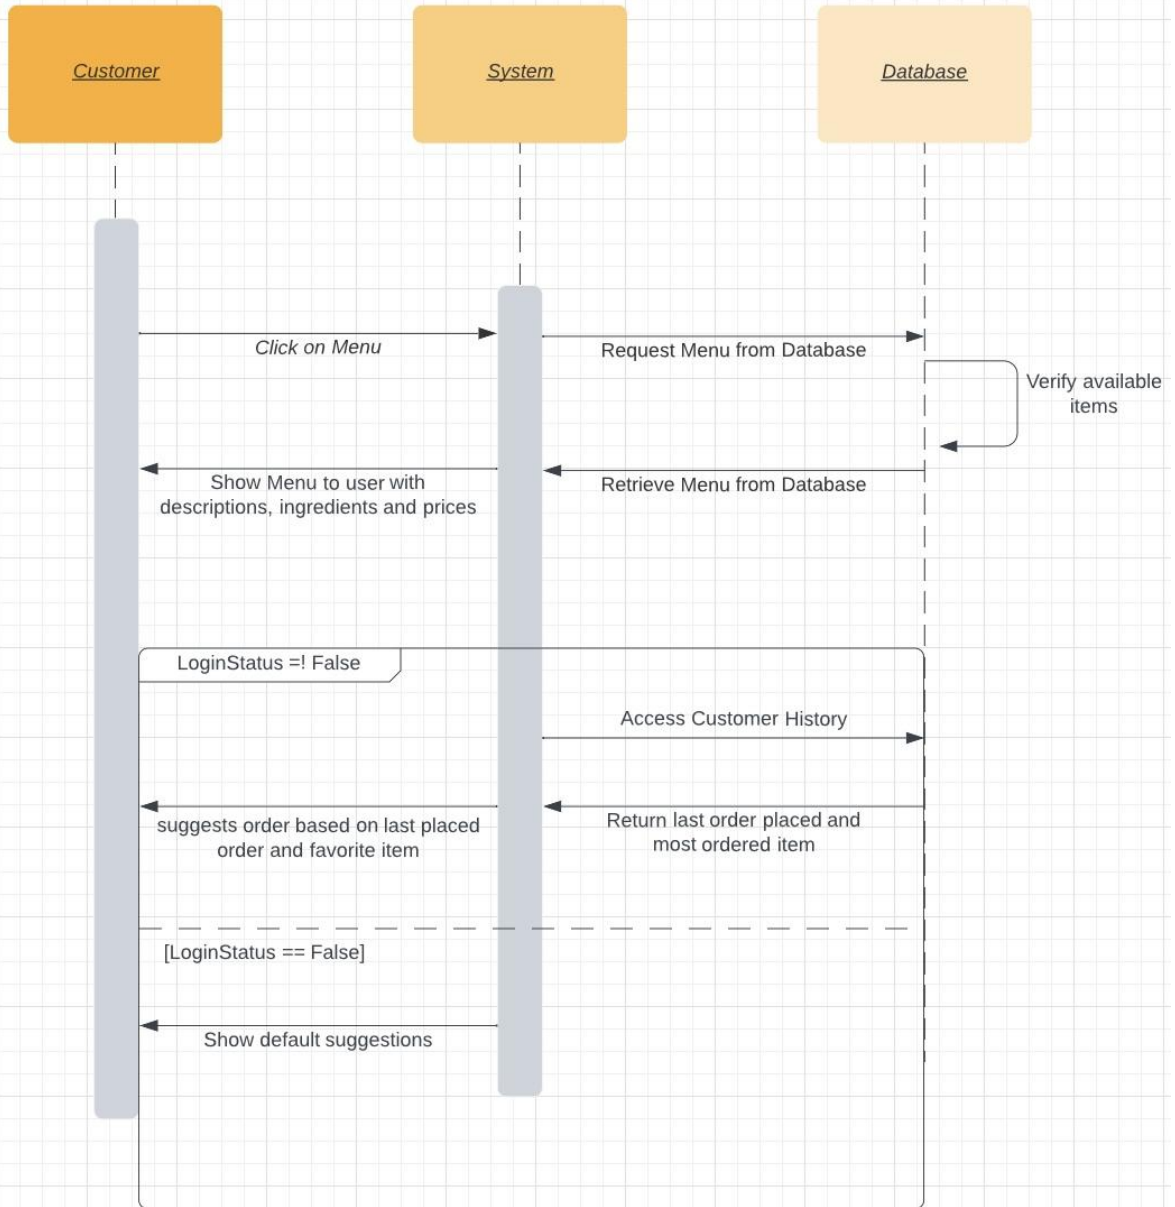 Customer
System
Database
Click on Menu
Request Menu from Database
Verify available
items
Show Menu to user with
descriptions, ingredients and prices
Retrieve Menu from Database
LoginStatus =! False
Access Customer History
suggests order based on last placed
order and favorite item
Return last order placed and
most ordered item
[LoginStatus == False]
Show default suggestions